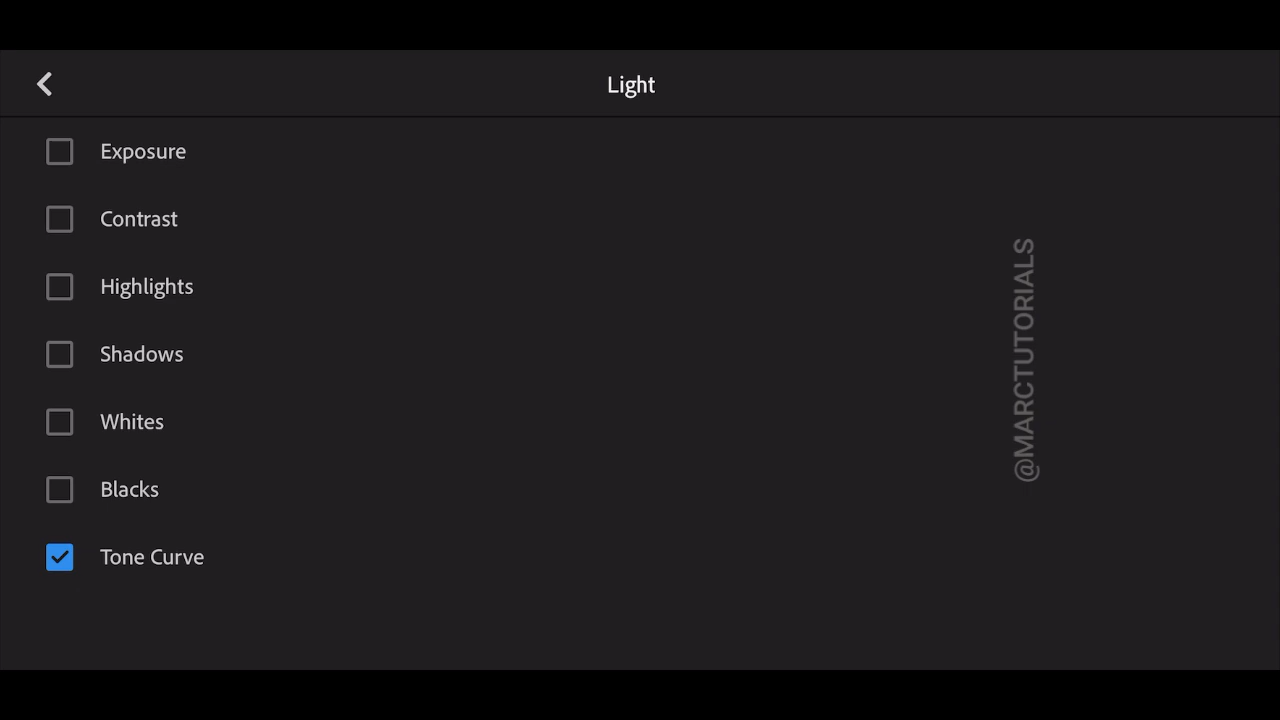 Light
Exposure
Contrast
Highlights
Shadows
Whites
Blacks
Tone Curve
@MARCTUTORIALS